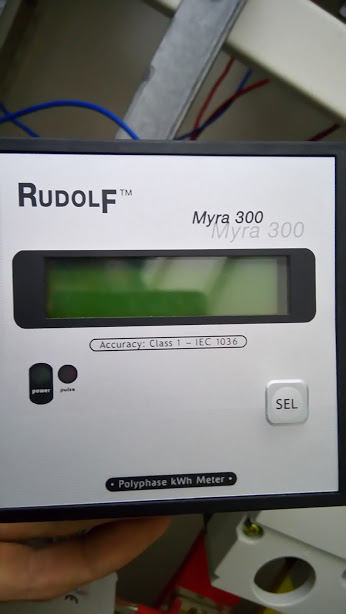 RUDOLF™
Myra 300
Myra 300
Accuracy: Class 1 – IEC 1036
power
pulse
SEL
• Polyphase kWh Meter •